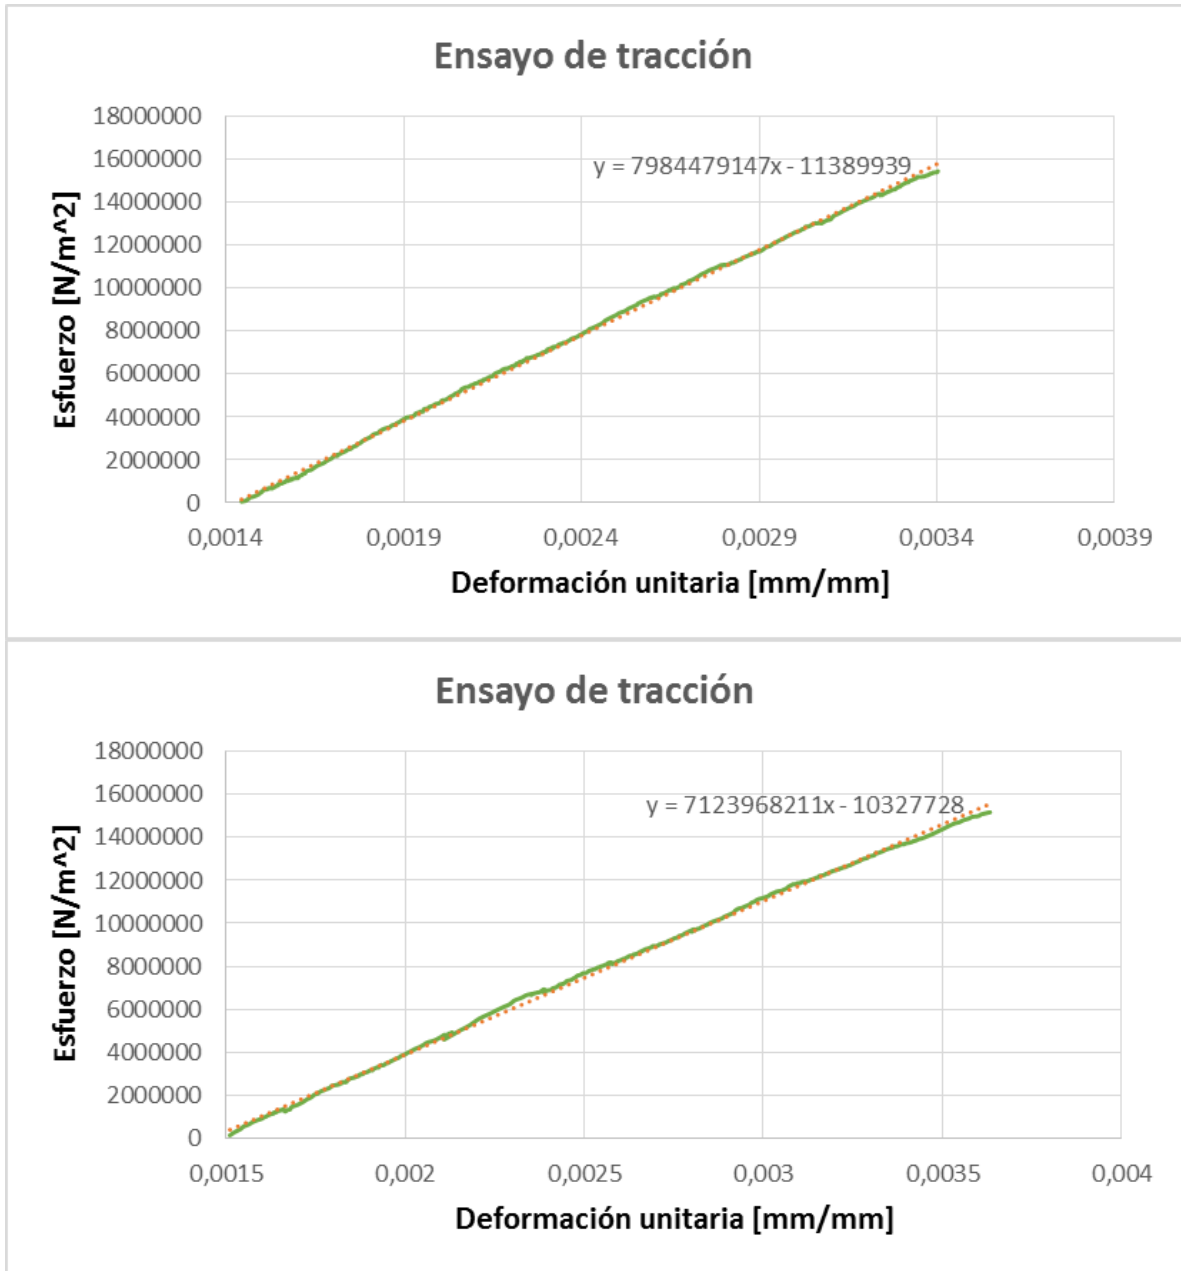 Ensayo de tracción
18000000
16000000
y = 7984479147x - 11389939
14000000
12000000
10000000
8000000
6000000
4000000
2000000
0
Esfuerzo [N/m^2]
0,0014 0,0019 0,0024 0,0029 0,0034 0,0039
Deformación unitaria [mm/mm]
Ensayo de tracción
18000000
16000000
y = 7123968211x - 10327728
14000000
12000000
10000000
8000000
6000000
4000000
2000000
0
Esfuerzo [N/m^2]
0,0015 0,002 0,0025 0,003 0,0035 0,004
Deformación unitaria [mm/mm]